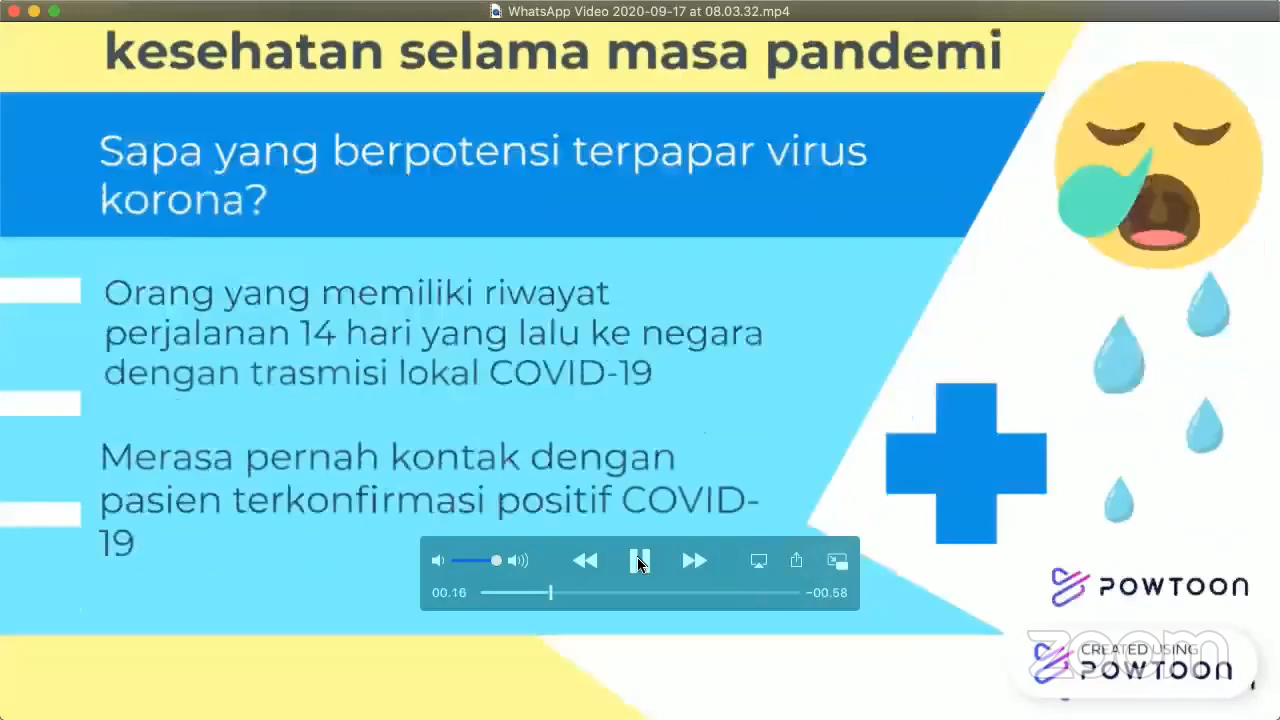 WhatsApp Video 2020-09-17 at 08.03.32.mp4
kesehatan selama masa pandemi
Sapa yang berpotensi terpapar virus
korona?
Orang yang memiliki riwayat
perjalanan 14 hari yang lalu ke negara
dengan trasmisi lokal COVID-19
Merasa pernah kontak dengan
pasien terkonfirmasi positif COVID-
19
00.16
-00.58
POWTOON
zoom
CREATED USING
POWTOON